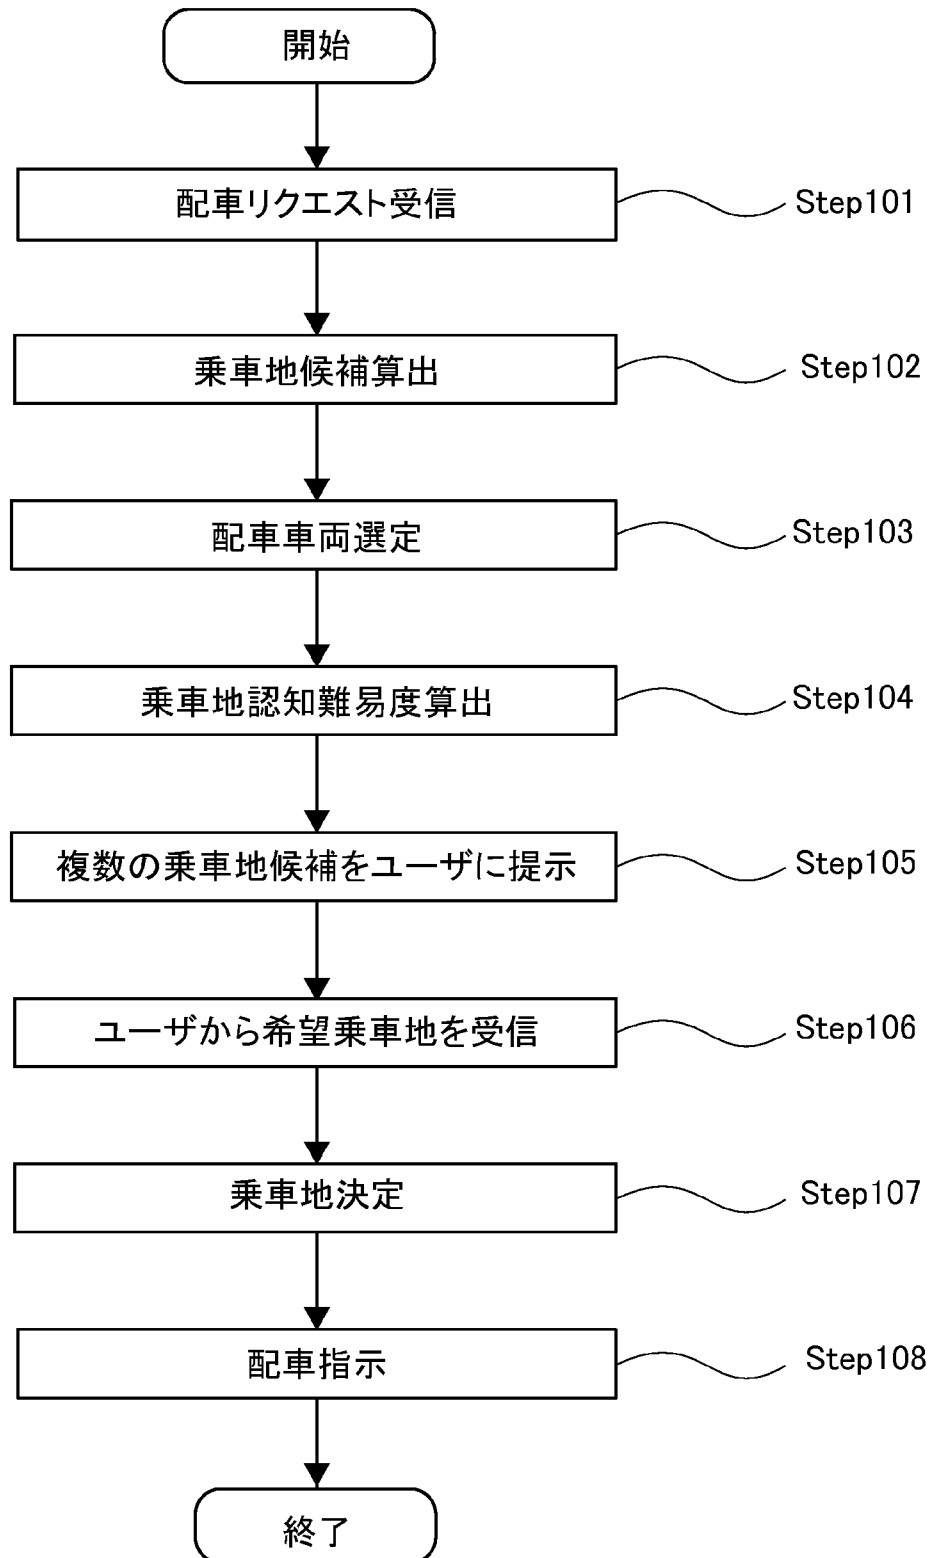 開始
配車リクエスト受信
Step101
乗車地候補算出
Step102
配車車両選定
Step103
乗車地認知難易度算出
Step104
複数の乗車地候補をユーザに提示
Step105
ユーザから希望乗車地を受信
Step106
乗車地決定
Step107
配車指示
Step108
終了